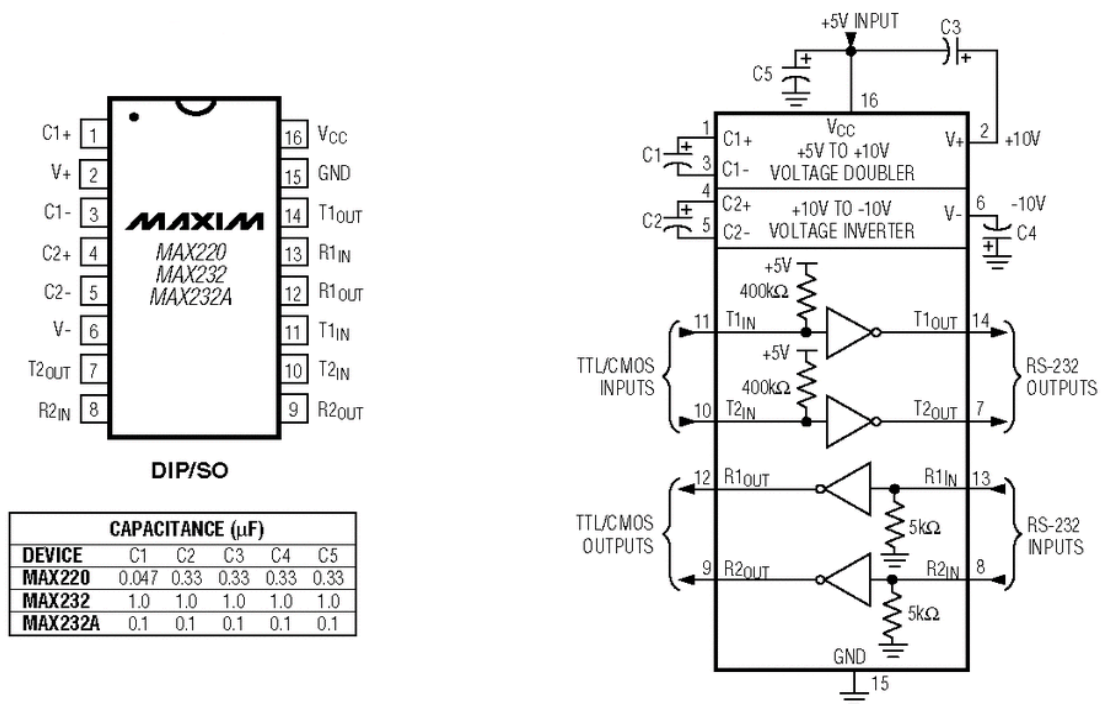 C1+ 1
V+ 2
C1- 3
C2+ 4
C2- 5
V- 6
T2OUT 7
R2IN 8
16 VCC
15 GND
14 T1OUT
13 R1IN
12 R1OUT
11 T1IN
10 T2IN
9 R2OUT
MAXIM
MAX220
MAX232
MAX232A
DIP/SO
CAPACITANCE (μF)
DEVICE C1 C2 C3 C4 C5
MAX220 0.047 0.33 0.33 0.33 0.33
MAX232 1.0 1.0 1.0 1.0 1.0
MAX232A 0.1 0.1 0.1 0.1 0.1
+5V INPUT
C3
C5
+
+
16
VCC
1
C1+
C1
+
3
C1-
+5V TO +10V
VOLTAGE DOUBLER
V+
2
+10V
4
C2+
C2
+
5
C2-
+10V TO -10V
VOLTAGE INVERTER
V-
6
-10V
C4
+
+5V
400kΩ
11 T1IN
T1OUT 14
+5V
400kΩ
10 T2IN
T2OUT 7
TTL/CMOS
INPUTS
RS-232
OUTPUTS
12 R1OUT
R1IN 13
5kΩ
9 R2OUT
R2IN 8
5kΩ
TTL/CMOS
OUTPUTS
RS-232
INPUTS
GND
15